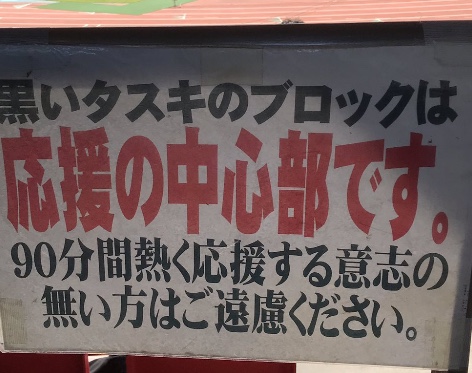 黒いタスキのブロックは
応援の中心部です。
90分間熱く応援する意志の
無い方はご遠慮ください。